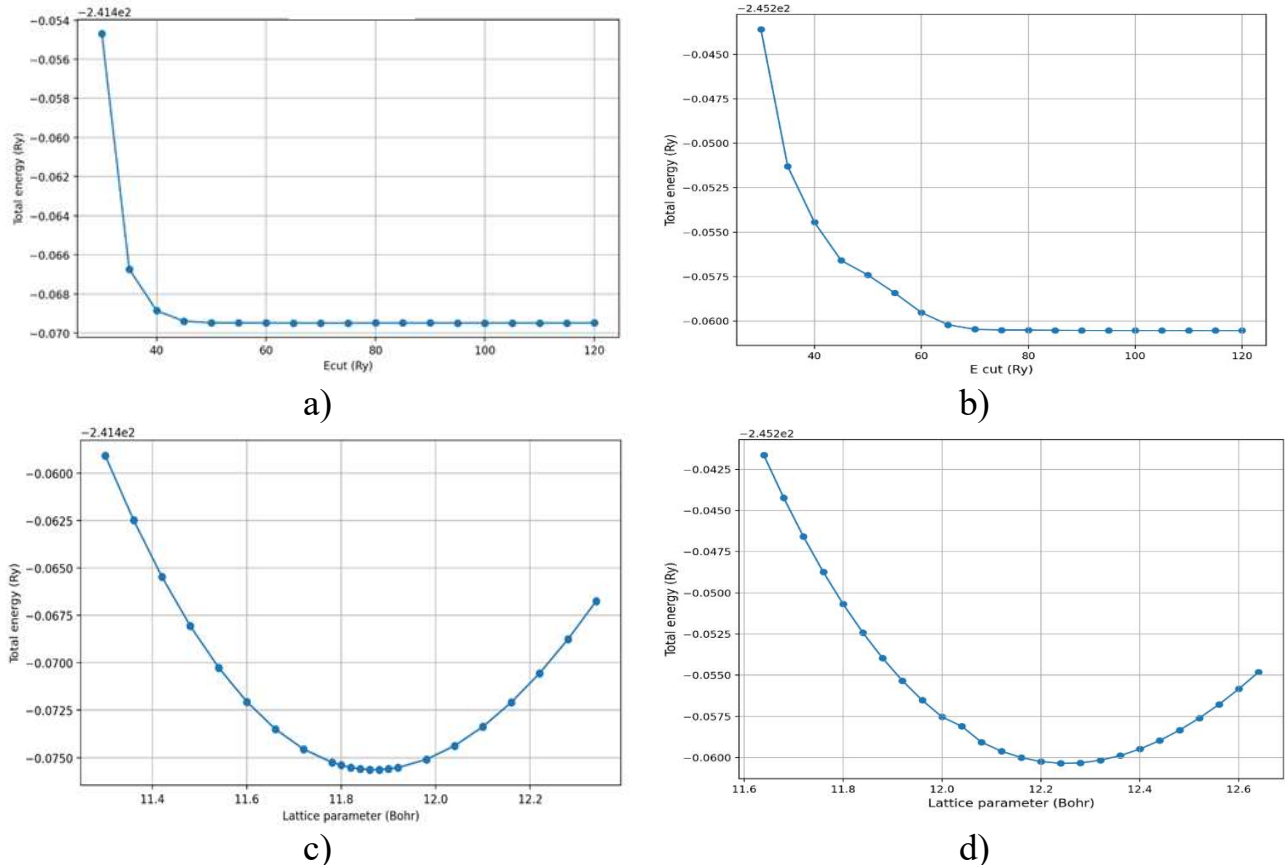 −2.414e2
−0.054
−0.056
−0.058
−0.060
−0.062
−0.064
−0.066
−0.068
−0.070
Total energy (Ry)
40 60 80 100 120
Ecut (Ry)
a)
−2.452e2
−0.0450
−0.0475
−0.0500
−0.0525
−0.0550
−0.0575
−0.0600
Total energy (Ry)
40 60 80 100 120
E cut (Ry)
b)
−2.414e2
−0.0600
−0.0625
−0.0650
−0.0675
−0.0700
−0.0725
−0.0750
Total energy (Ry)
11.4 11.6 11.8 12.0 12.2
Lattice parameter (Bohr)
c)
−2.452e2
−0.0425
−0.0450
−0.0475
−0.0500
−0.0525
−0.0550
−0.0575
−0.0600
Total energy (Ry)
11.6 11.8 12.0 12.2 12.4 12.6
Lattice parameter (Bohr)
d)